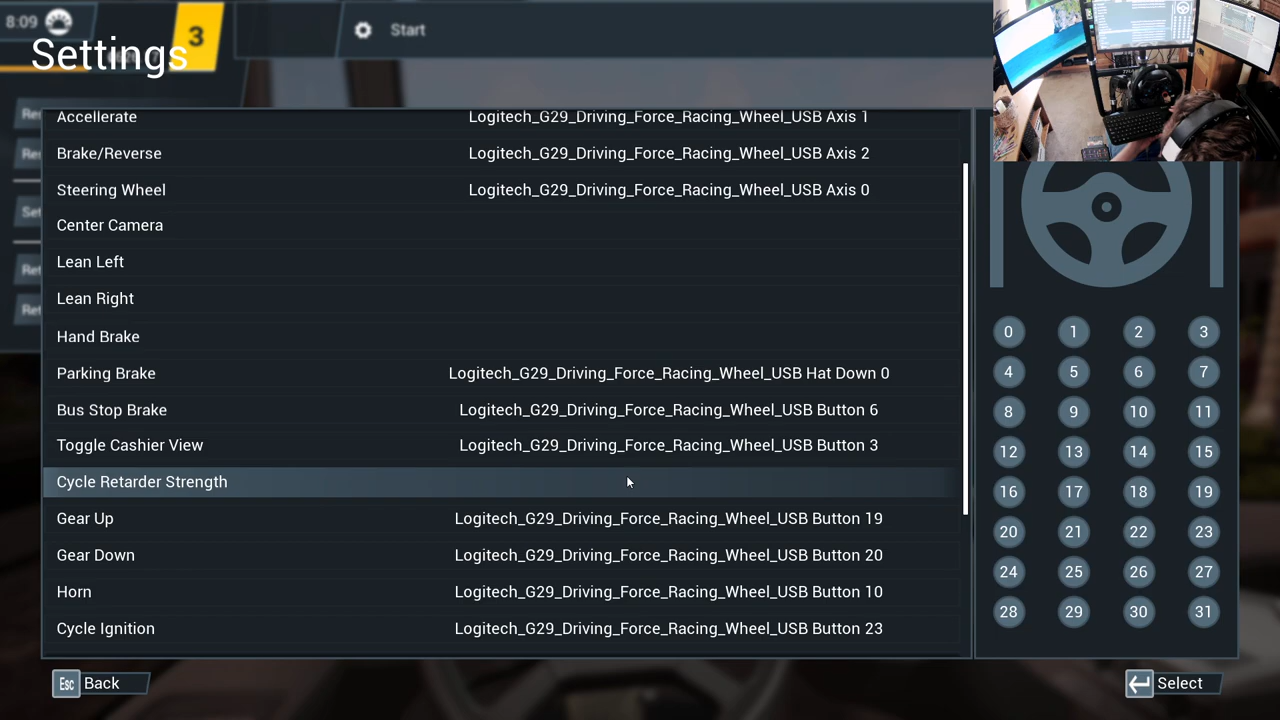 8:09
3
Start
Settings
Accellerate Logitech_G29_Driving_Force_Racing_Wheel_USB Axis 1
Brake/Reverse Logitech_G29_Driving_Force_Racing_Wheel_USB Axis 2
Steering Wheel Logitech_G29_Driving_Force_Racing_Wheel_USB Axis 0
Center Camera
Lean Left
Lean Right
Hand Brake
Parking Brake Logitech_G29_Driving_Force_Racing_Wheel_USB Hat Down 0
Bus Stop Brake Logitech_G29_Driving_Force_Racing_Wheel_USB Button 6
Toggle Cashier View Logitech_G29_Driving_Force_Racing_Wheel_USB Button 3
Cycle Retarder Strength
Gear Up Logitech_G29_Driving_Force_Racing_Wheel_USB Button 19
Gear Down Logitech_G29_Driving_Force_Racing_Wheel_USB Button 20
Horn Logitech_G29_Driving_Force_Racing_Wheel_USB Button 10
Cycle Ignition Logitech_G29_Driving_Force_Racing_Wheel_USB Button 23
0 1 2 3
4 5 6 7
8 9 10 11
12 13 14 15
16 17 18 19
20 21 22 23
24 25 26 27
28 29 30 31
Esc Back
Select